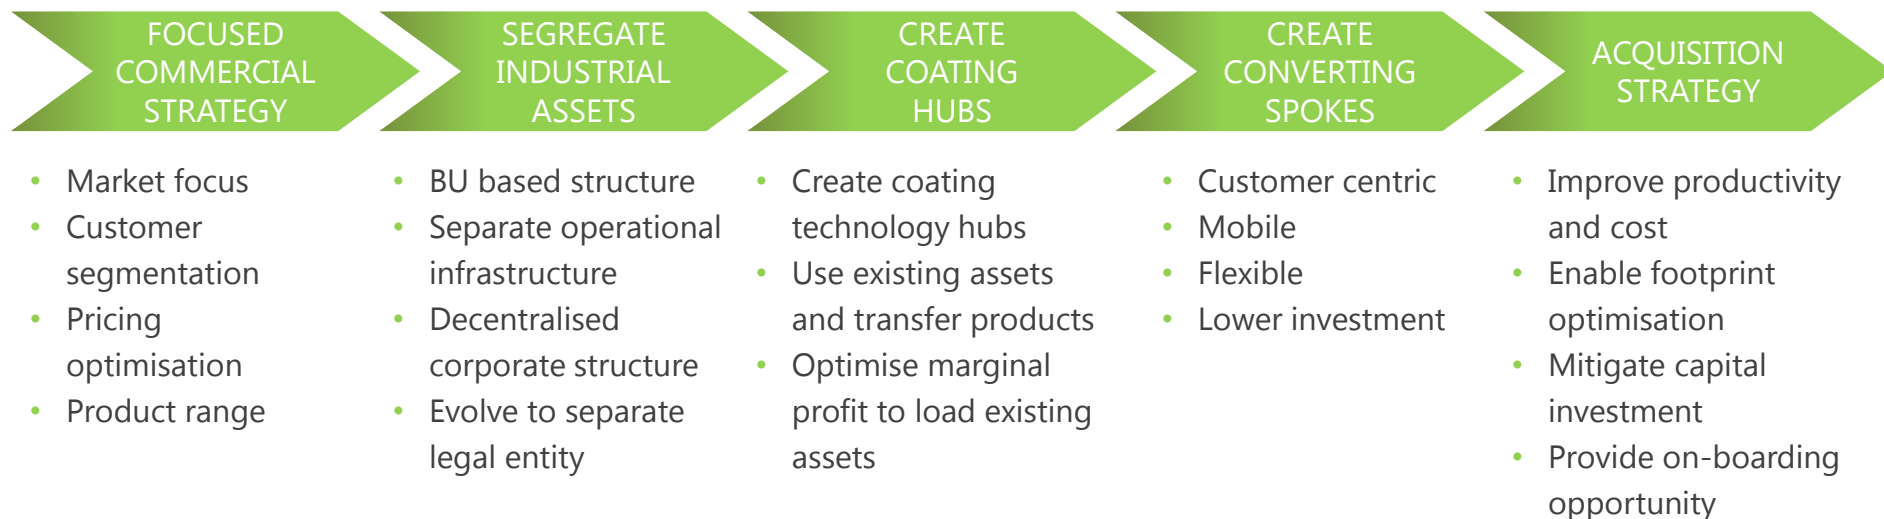 FOCUSED
COMMERCIAL
STRATEGY
• Market focus
• Customer
segmentation
• Pricing
optimisation
• Product range
SEGREGATE
INDUSTRIAL
ASSETS
• BU based structure
• Separate operational
infrastructure
• Decentralised
corporate structure
• Evolve to separate
legal entity
CREATE
COATING
HUBS
• Create coating
technology hubs
• Use existing assets
and transfer products
• Optimise marginal
profit to load existing
assets
CREATE
CONVERTING
SPOKES
• Customer centric
• Mobile
• Flexible
• Lower investment
ACQUISITION
STRATEGY
• Improve productivity
and cost
• Enable footprint
optimisation
• Mitigate capital
investment
• Provide on-boarding
opportunity